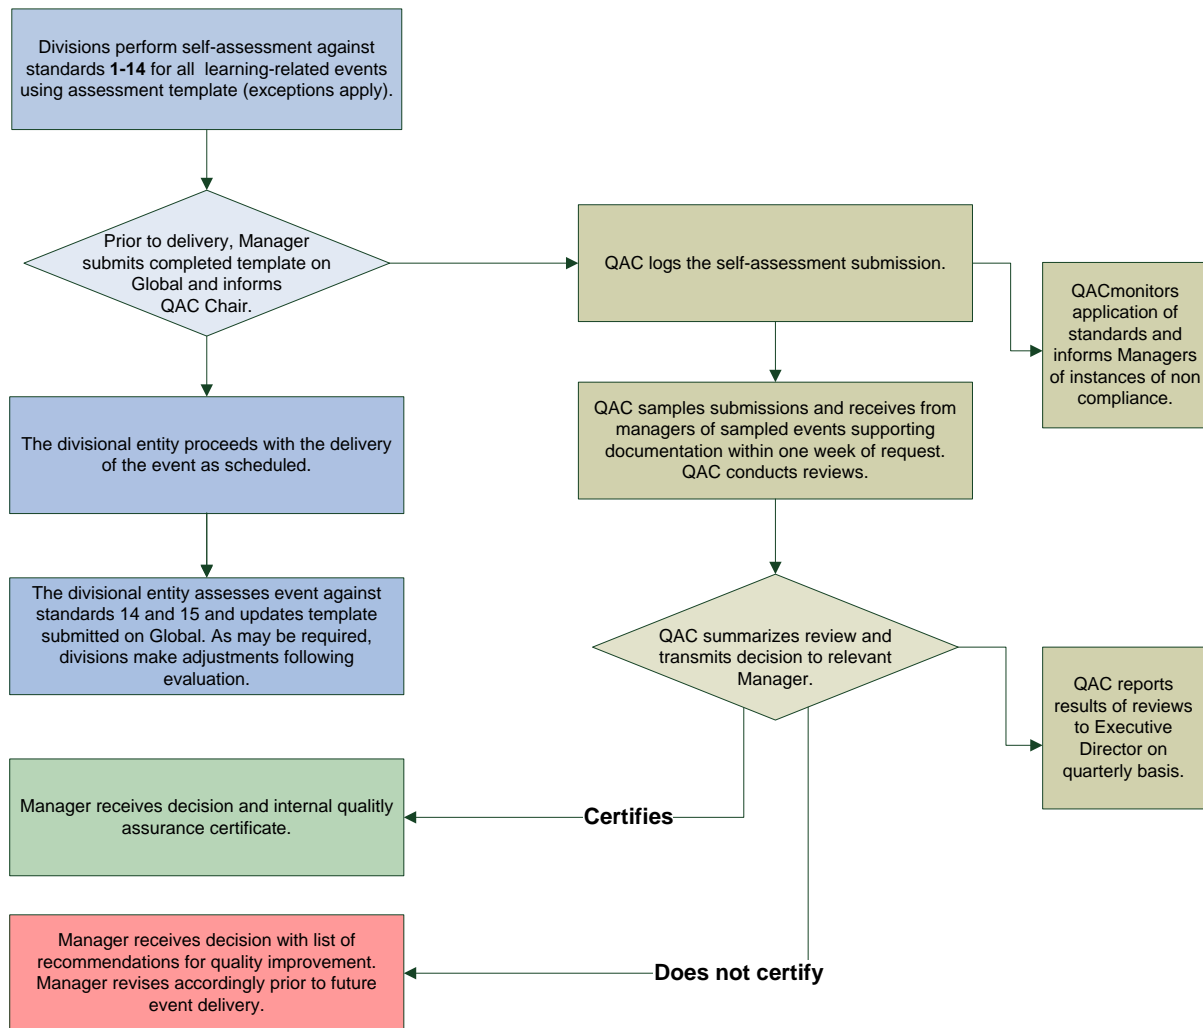 Divisions perform self-assessment against
standards 1-14 for all learning-related events
using assessment template (exceptions apply).
Prior to delivery, Manager
submits completed template on
Global and informs
QAC Chair.
QAC logs the self-assessment submission.
QACmonitors
application of
standards and
informs Managers
of instances of non
compliance.
The divisional entity proceeds with the delivery
of the event as scheduled.
QAC samples submissions and receives from
managers of sampled events supporting
documentation within one week of request.
QAC conducts reviews.
The divisional entity assesses event against
standards 14 and 15 and updates template
submitted on Global. As may be required,
divisions make adjustments following
evaluation.
QAC summarizes review and
transmits decision to relevant
Manager.
QAC reports
results of reviews
to Executive
Director on
quarterly basis.
Manager receives decision and internal qualitly
assurance certificate.
Certifies
Manager receives decision with list of
recommendations for quality improvement.
Manager revises accordingly prior to future
event delivery.
Does not certify